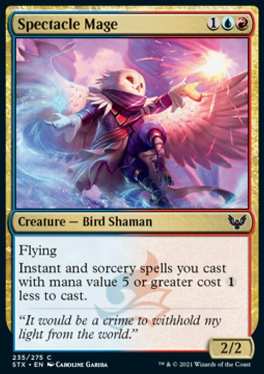 Spectacle Mage 1
Creature — Bird Shaman
Flying
Instant and sorcery spells you cast
with mana value 5 or greater cost 1
less to cast.
"It would be a crime to withhold my
light from the world."
2/2
235/275 C
STX • EN CAROLINE GARIBA ™ & © 2021 Wizards of the Coast